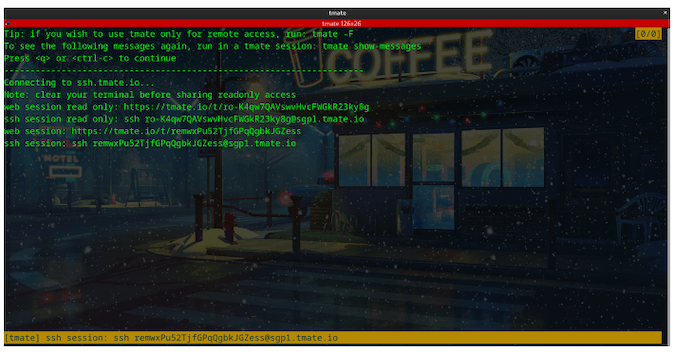 tmate
tmate 126x26
Tip: if you wish to use tmate only for remote access, run: tmate -F
[0/0]
To see the following messages again, run in a tmate session: tmate show-messages
Press <q> or <ctrl-c> to continue
---------------------------------------------------------------------
Connecting to ssh.tmate.io...
Note: clear your terminal before sharing readonly access
web session read only: https://tmate.io/t/ro-K4qw7QAVswvHvcFWGkR23ky8g
ssh session read only: ssh ro-K4qw7QAVswvHvcFWGkR23ky8g@sgp1.tmate.io
web session: https://tmate.io/t/remwxPu52TjfGPqQgbkJGZess
ssh session: ssh remwxPu52TjfGPqQgbkJGZess@sgp1.tmate.io
COFFEE
MOTEL
[tmate] ssh session: ssh remwxPu52TjfGPqQgbkJGZess@sgp1.tmate.io